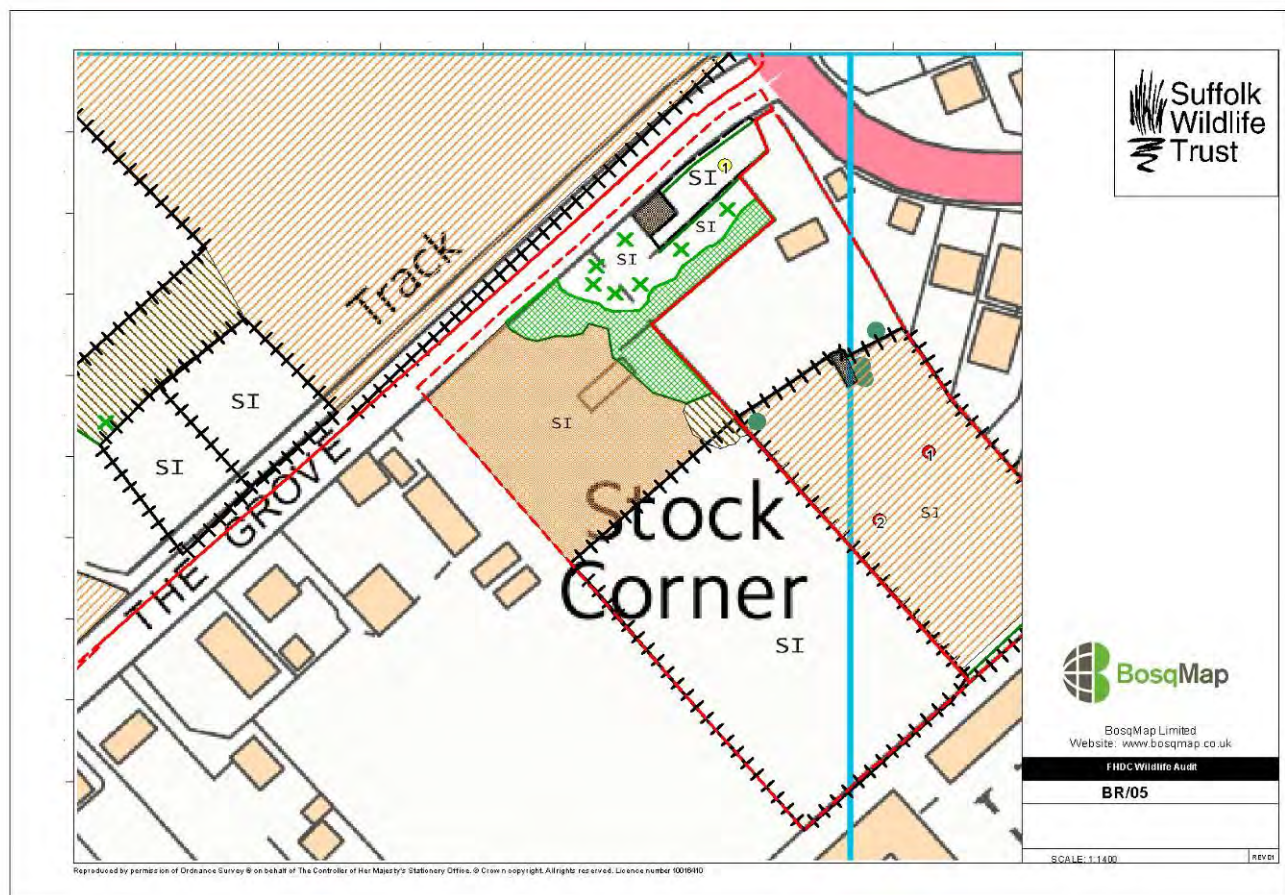 Suffolk
Wildlife
Trust
SI
1
SI
SI
Track
SI
SI
THE GROVE
SI
1
2
SI
Stock
Corner
SI
BosqMap
BosqMap Limited
Website: www.bosqmap.co.uk
FHDC Wildlife Audit
BR/05
SCALE: 1:1400
REV 01
Reproduced by permission of Ordnance Survey ® on behalf of The Controller of Her Majesty's Stationery Office. © Crown copyright. All rights reserved. Licence number 10016410